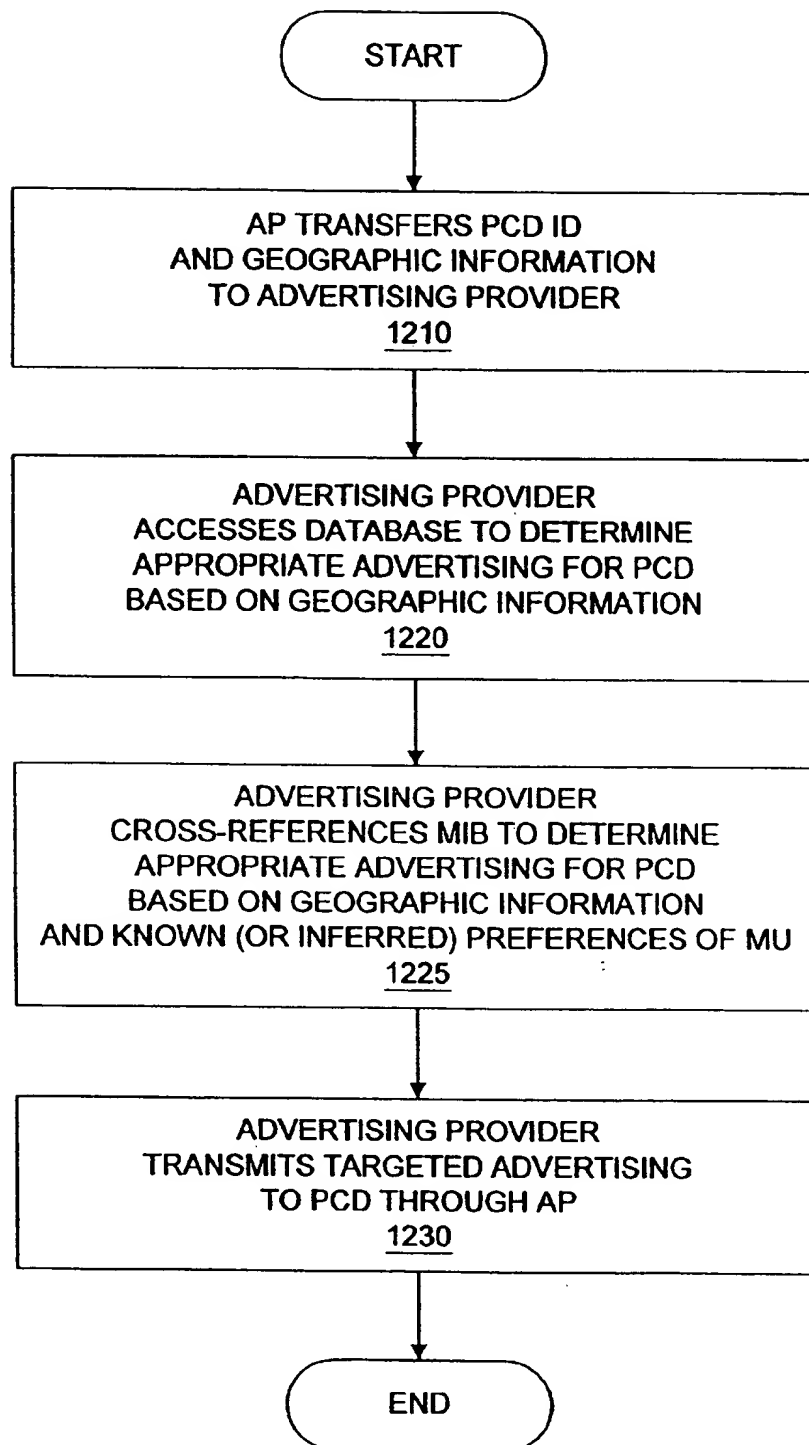 START
AP TRANSFERS PCD ID
AND GEOGRAPHIC INFORMATION
TO ADVERTISING PROVIDER
1210
ADVERTISING PROVIDER
ACCESSES DATABASE TO DETERMINE
APPROPRIATE ADVERTISING FOR PCD
BASED ON GEOGRAPHIC INFORMATION
1220
ADVERTISING PROVIDER
CROSS-REFERENCES MIB TO DETERMINE
APPROPRIATE ADVERTISING FOR PCD
BASED ON GEOGRAPHIC INFORMATION
AND KNOWN (OR INFERRED) PREFERENCES OF MU
1225
ADVERTISING PROVIDER
TRANSMITS TARGETED ADVERTISING
TO PCD THROUGH AP
1230
END